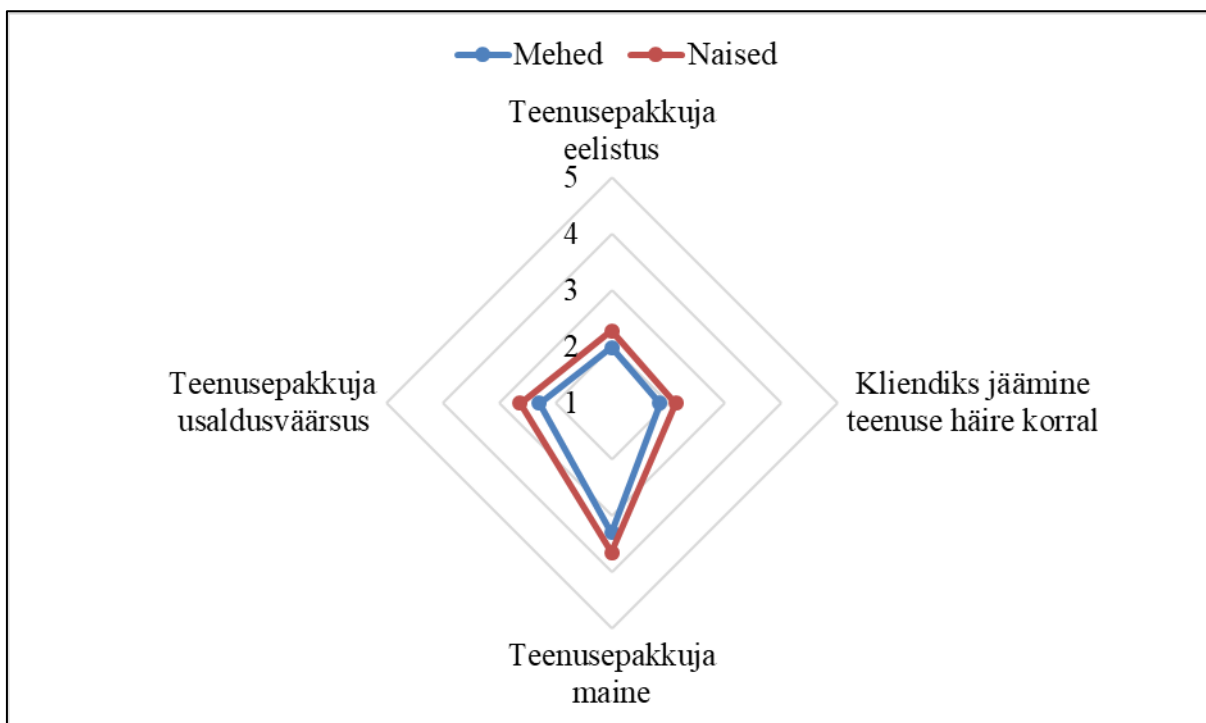 Mehed Naised
Teenusepakkuja
eelistus
5
4
3
2
1
Teenusepakkuja
usaldusväärsus
Kliendiks jäämine
teenuse häire korral
Teenusepakkuja
maine